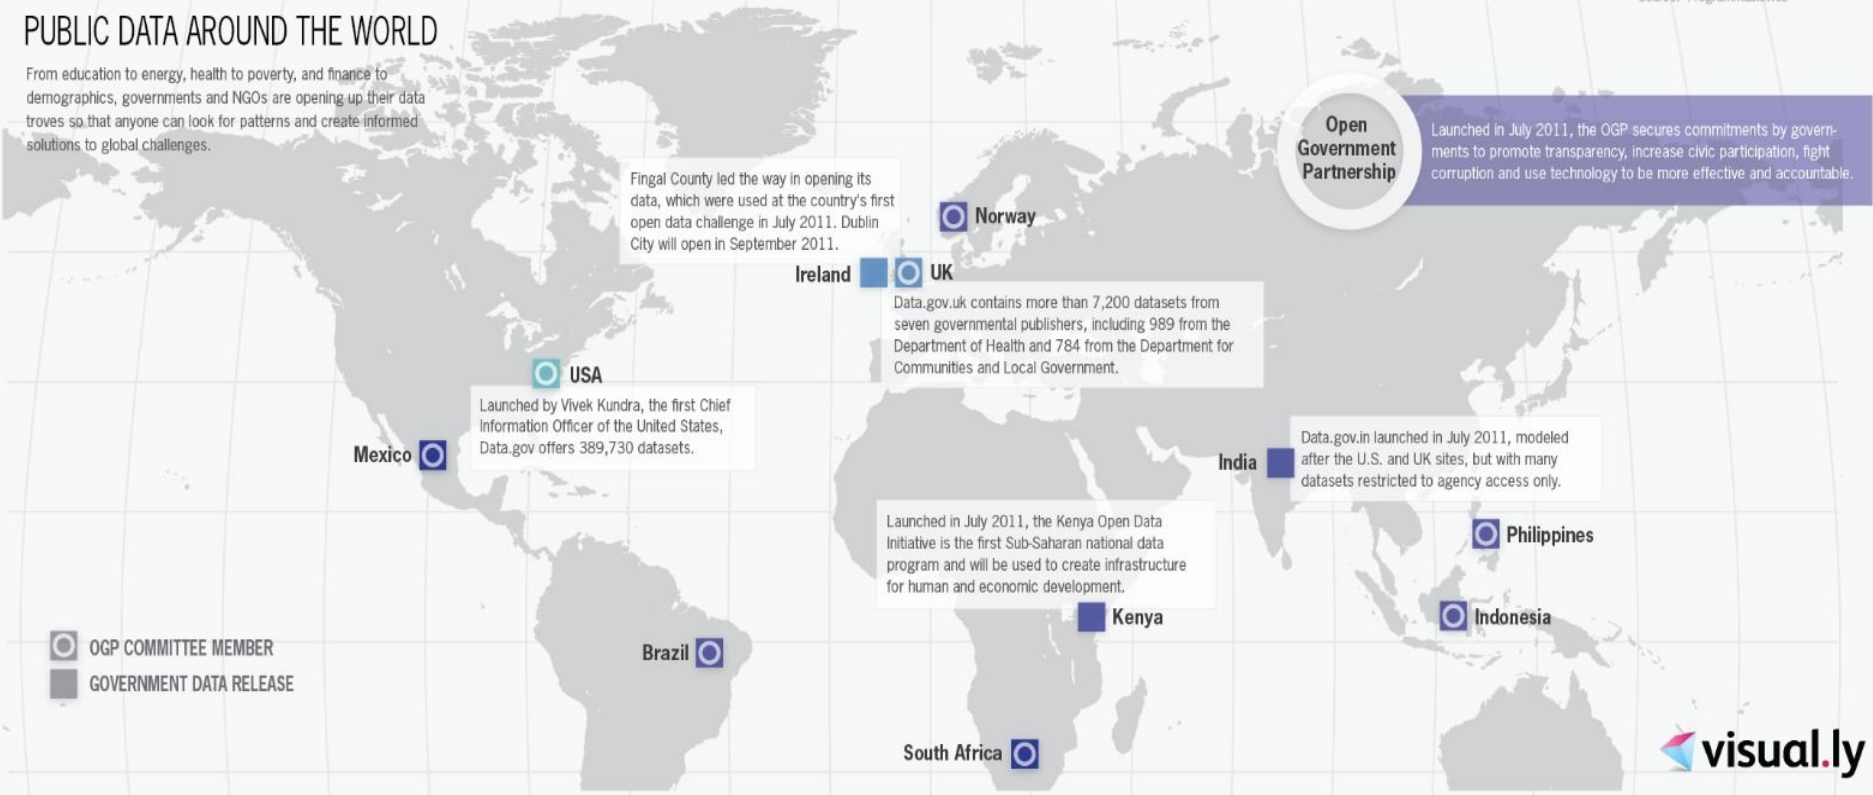 PUBLIC DATA AROUND THE WORLD
From education to energy, health to poverty, and finance to
demographics, governments and NGOs are opening up their data
troves so that anyone can look for patterns and create informed
solutions to global challenges.
Open
Government
Partnership
Launched in July 2011, the OGP secures commitments by govern-
ments to promote transparency, increase civic participation, fight
corruption and use technology to be more effective and accountable.
Fingal County led the way in opening its
data, which were used at the country's first
open data challenge in July 2011. Dublin
City will open in September 2011.
Norway
Ireland
UK
Data.gov.uk contains more than 7,200 datasets from
seven governmental publishers, including 989 from the
Department of Health and 784 from the Department for
Communities and Local Government.
USA
Launched by Vivek Kundra, the first Chief
Information Officer of the United States,
Data.gov offers 389,730 datasets.
Mexico
India
Data.gov.in launched in July 2011, modeled
after the U.S. and UK sites, but with many
datasets restricted to agency access only.
Launched in July 2011, the Kenya Open Data
Initiative is the first Sub-Saharan national data
program and will be used to create infrastructure
for human and economic development.
Philippines
Kenya
Indonesia
Brazil
OGP COMMITTEE MEMBER
GOVERNMENT DATA RELEASE
South Africa
visual.ly